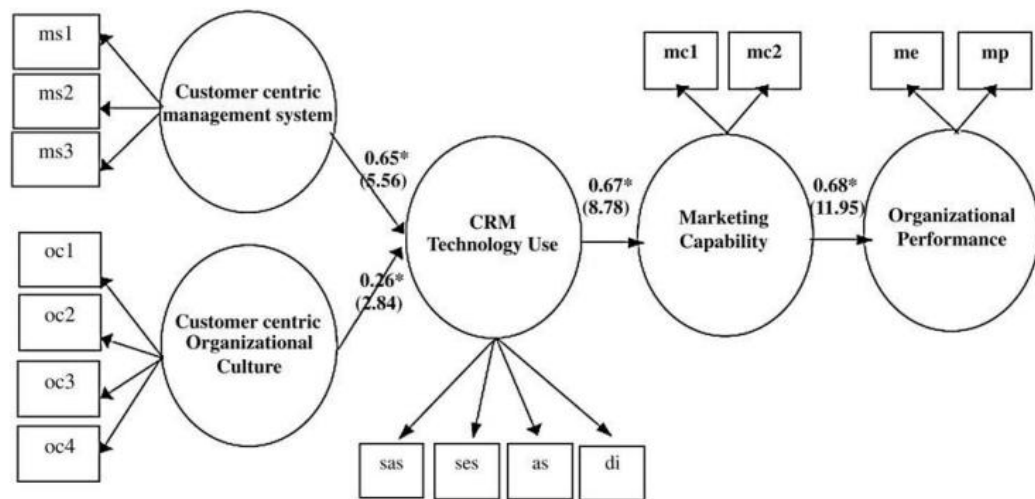 ms1
ms2
ms3
Customer centric
management system
0.65*
(5.56)
oc1
oc2
oc3
oc4
Customer centric
Organizational
Culture
0.26*
(2.84)
CRM
Technology Use
sas
ses
as
di
0.67*
(8.78)
mc1
mc2
Marketing
Capability
0.68*
(11.95)
me
mp
Organizational
Performance